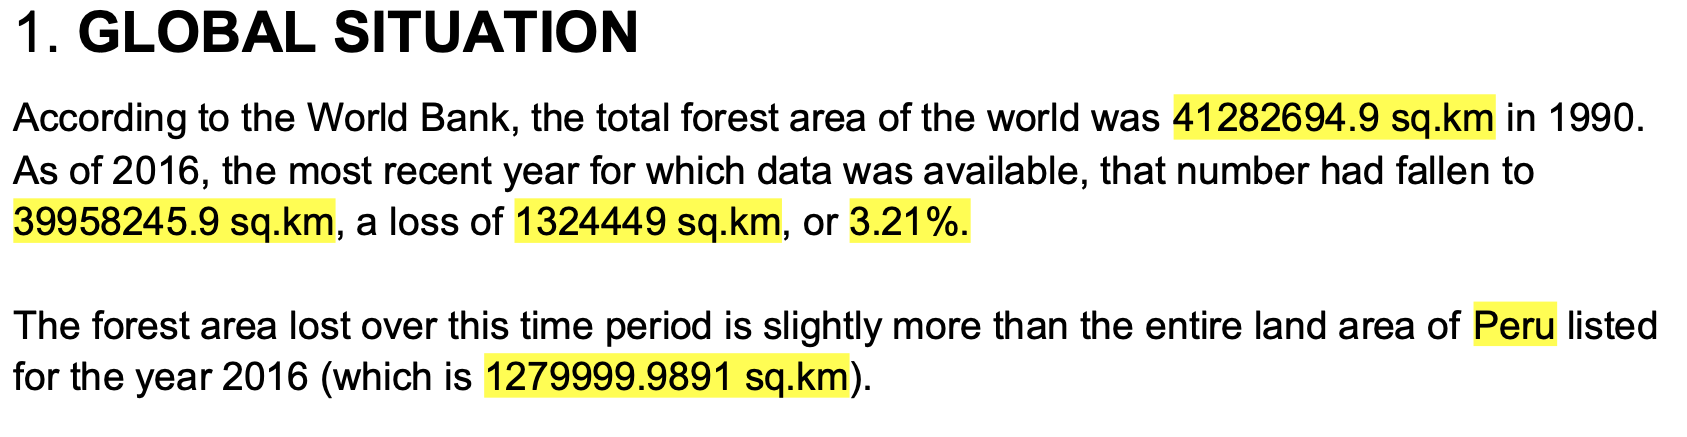 1. GLOBAL SITUATION
According to the World Bank, the total forest area of the world was 41282694.9 sq.km in 1990.
As of 2016, the most recent year for which data was available, that number had fallen to
39958245.9 sq.km, a loss of 1324449 sq.km, or 3.21%.
The forest area lost over this time period is slightly more than the entire land area of Peru listed
for the year 2016 (which is 1279999.9891 sq.km).